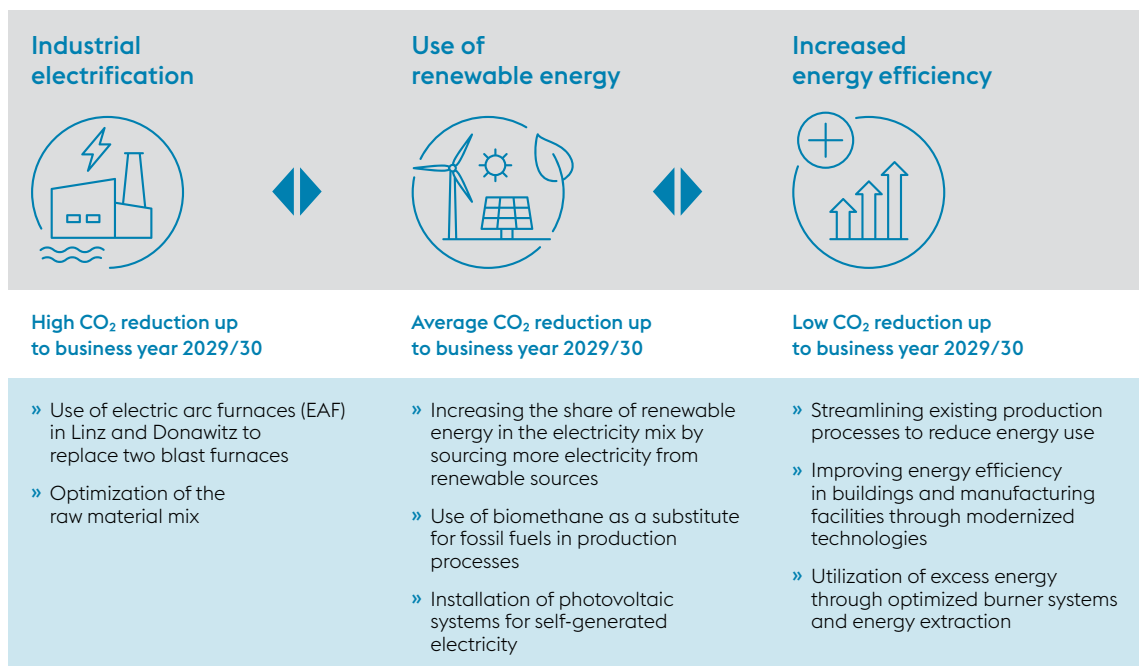 Industrial
electrification
Use of
renewable energy
Increased
energy efficiency
High CO₂ reduction up
to business year 2029/30
Average CO₂ reduction up
to business year 2029/30
Low CO₂ reduction up
to business year 2029/30
» Use of electric arc furnaces (EAF)
in Linz and Donawitz to
replace two blast furnaces
» Optimization of the
raw material mix
» Increasing the share of renewable
energy in the electricity mix by
sourcing more electricity from
renewable sources
» Use of biomethane as a substitute
for fossil fuels in production
processes
» Installation of photovoltaic
systems for self-generated
electricity
» Streamlining existing production
processes to reduce energy use
» Improving energy efficiency
in buildings and manufacturing
facilities through modernized
technologies
» Utilization of excess energy
through optimized burner systems
and energy extraction